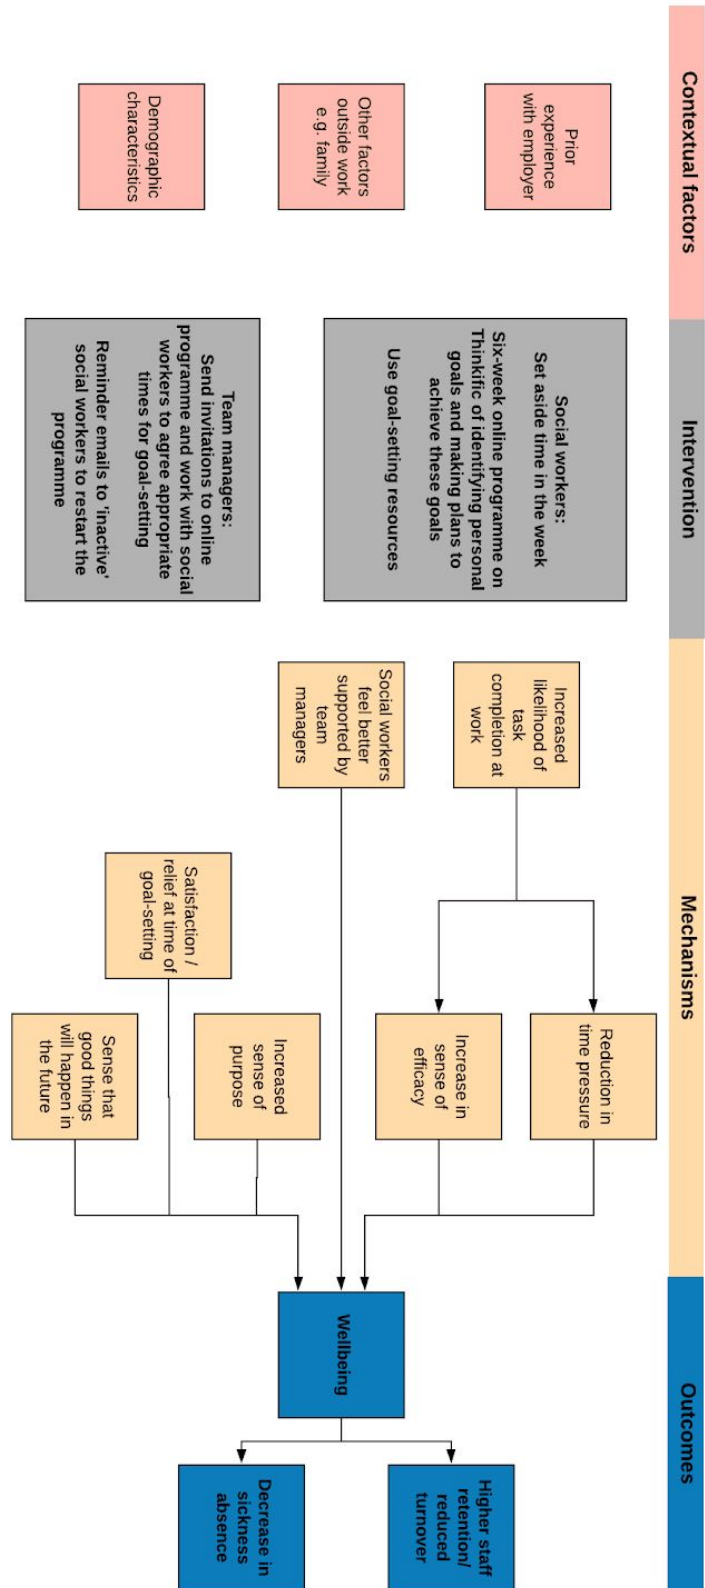 Contextual factors
Intervention
Mechanisms
Outcomes
Prior
experience
with employer
Other factors
outside work
e.g. family
Demographic
characteristics
Social workers:
Set aside time in the week
Six-week online programme on
Thinkific of identifying personal
goals and making plans to
achieve these goals
Use goal-setting resources
Team managers:
Send invitations to online
programme and work with social
workers to agree appropriate
times for goal-setting
Reminder emails to 'inactive'
social workers to restart the
programme
Increased
likelihood of
task
completion at
work
Social workers
feel better
supported by
team
managers
Satisfaction /
relief at time of
goal-setting
Reduction in
time pressure
Increase in
sense of
efficacy
Increased
sense of
purpose
Sense that
good things
will happen in
the future
Wellbeing
Higher staff
retention/
reduced
turnover
Decrease in
sickness
absence